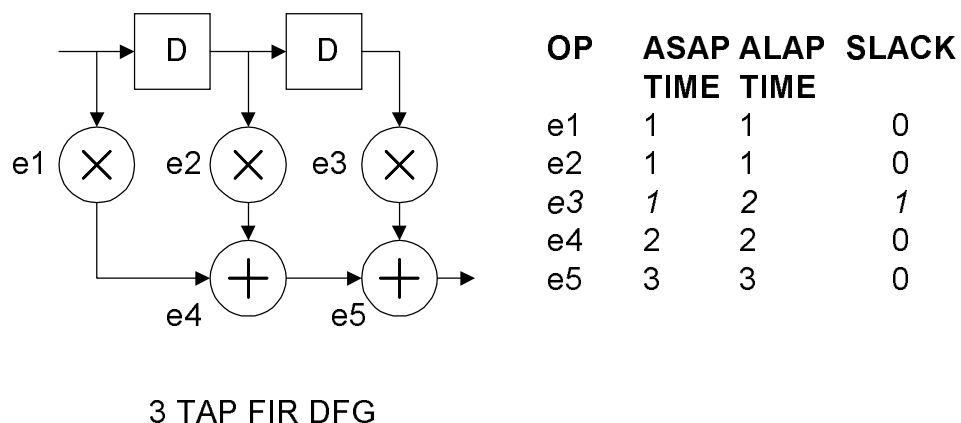 D D
e1 × e2 × e3 ×
+ +
e4 e5
3 TAP FIR DFG
OP ASAP TIME ALAP TIME SLACK
e1 1 1 0
e2 1 1 0
e3 1 2 1
e4 2 2 0
e5 3 3 0